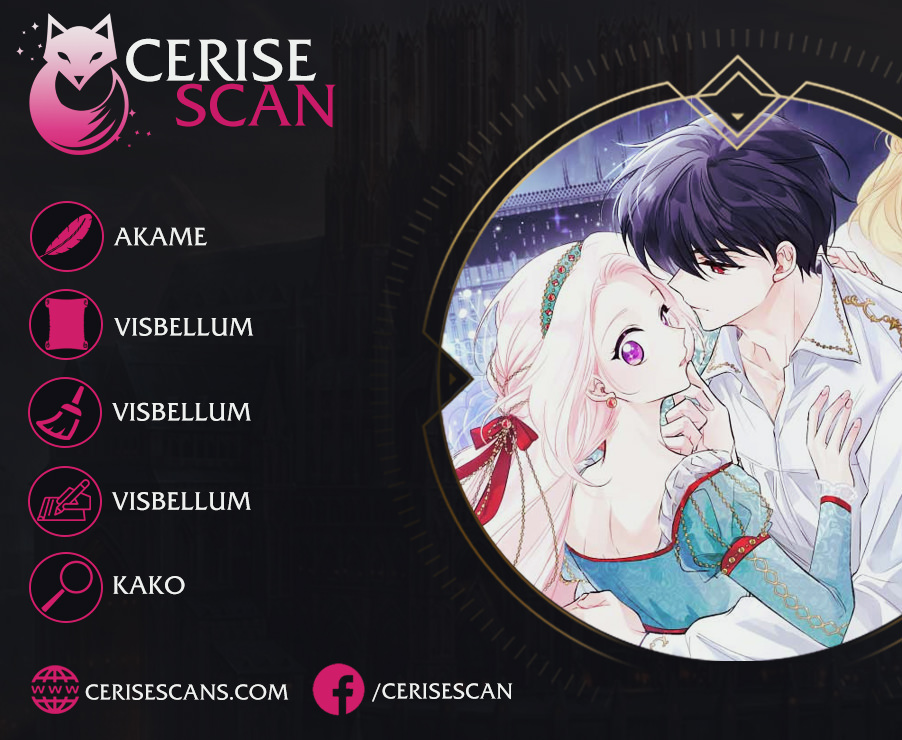 CERISE
SCAN
AKAME
VISBELLUM
VISBELLUM
VISBELLUM
KAKO
WWW CERISESCANS.COM
/CERISESCAN